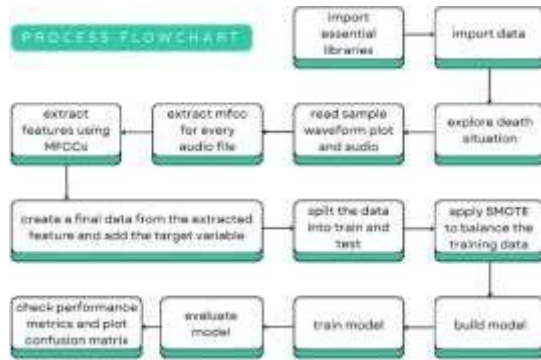 PROCESS FLOWCHART
import
essential
libraries
import data
explore death
situation
read sample
waveform plot
and audio
extract mfcc
for every
audio file
extract
features using
MFCCs
create a final data from the extracted
feature and add the target variable
split the data
into train and
test
apply SMOTE
to balance the
training data
build model
train model
evaluate
model
check performance
metrics and plot
confusion matrix